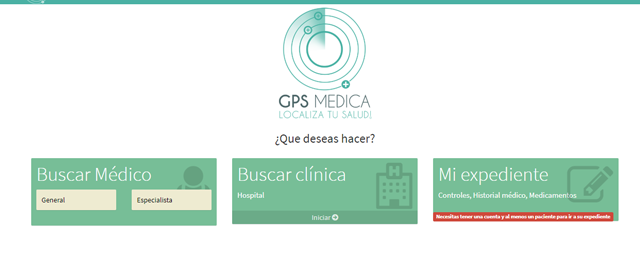 GPS MEDICA
LOCALIZA TU SALUD!
¿Que deseas hacer?
Buscar Médico
General
Especialista
Buscar clínica
Hospital
Iniciar
Mi expediente
Controles, Historial médico, Medicamentos
Necesitas tener una cuenta y al menos un paciente para ir a su expediente